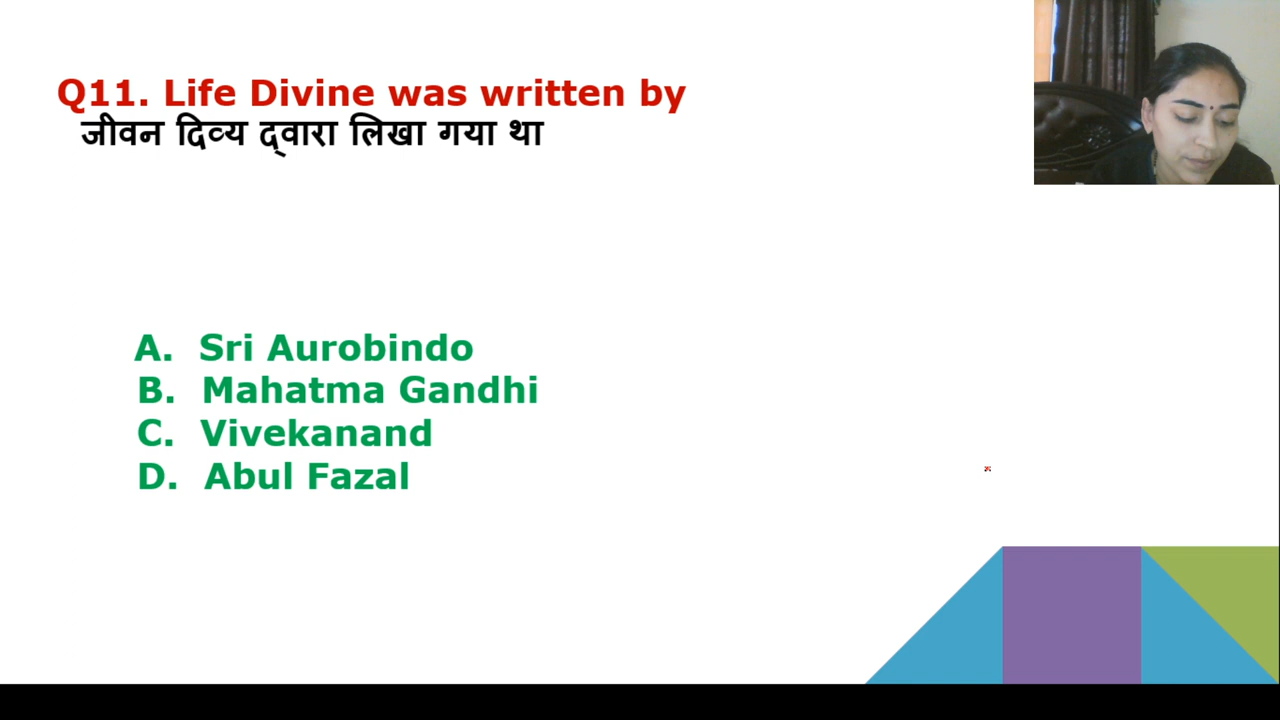 Q11. Life Divine was written by
जीवन दिव्य द्वारा लिखा गया था
A. Sri Aurobindo
B. Mahatma Gandhi
C. Vivekanand
D. Abul Fazal